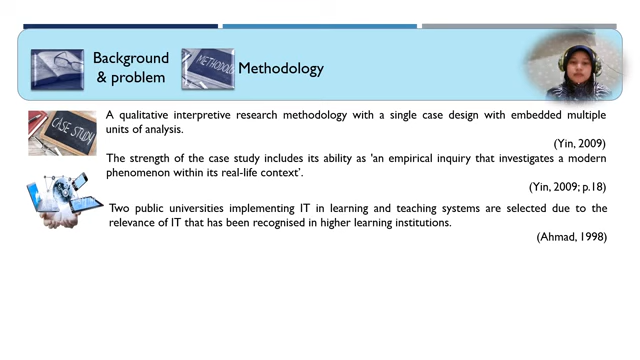 Background
& problem
METHODOLOGY
Methodology
CASE STUDY
A qualitative interpretive research methodology with a single case design with embedded multiple
units of analysis.
(Yin, 2009)
The strength of the case study includes its ability as 'an empirical inquiry that investigates a modern
phenomenon within its real-life context'.
(Yin, 2009; p.18)
Two public universities implementing IT in learning and teaching systems are selected due to the
relevance of IT that has been recognised in higher learning institutions.
(Ahmad, 1998)